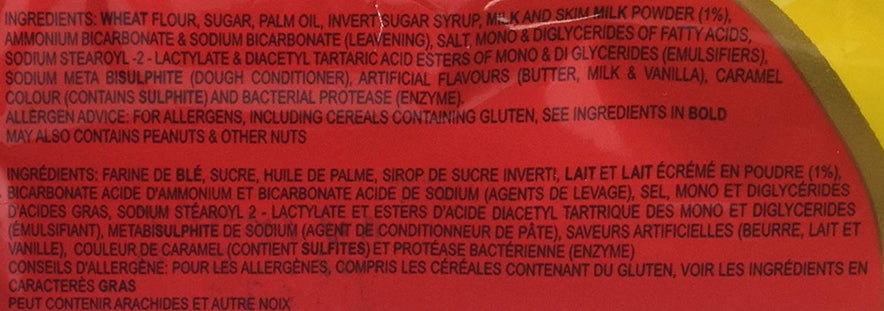 INGREDIENTS: WHEAT FLOUR, SUGAR, PALM OIL, INVERT SUGAR SYRUP, MILK AND SKIM MILK POWDER (1%),
AMMONIUM BICARBONATE & SODIUM BICARBONATE (LEAVENING), SALT, MONO & DIGLYCERIDES OF FATTY ACIDS,
SODIUM STEAROYL -2 - LACTYLATE & DIACETYL TARTARIC ACID ESTERS OF MONO & DI GLYCERIDES (EMULSIFIERS),
SODIUM META BISULPHITE (DOUGH CONDITIONER), ARTIFICIAL FLAVOURS (BUTTER, MILK & VANILLA), CARAMEL
COLOUR (CONTAINS SULPHITE) AND BACTERIAL PROTEASE (ENZYME).
ALLERGEN ADVICE: FOR ALLERGENS, INCLUDING CEREALS CONTAINING GLUTEN, SEE INGREDIENTS IN BOLD
MAY ALSO CONTAINS PEANUTS & OTHER NUTS
INGRÉDIENTS: FARINE DE BLÉ, SUCRE, HUILE DE PALME, SIROP DE SUCRE INVERTI, LAIT ET LAIT ÉCRÉMÉ EN POUDRE (1%),
BICARBONATE ACIDE D'AMMONIUM ET BICARBONATE ACIDE DE SODIUM (AGENTS DE LEVAGE), SEL, MONO ET DIGLYCÉRIDES
D'ACIDES GRAS, SODIUM STÉAROYL 2 - LACTYLATE ET ESTERS D'ACIDE DIACETYL TARTRIQUE DES MONO ET DIGLYCERIDES
(ÉMULSIFIANT), METABISULPHITE DE SODIUM (AGENT DE CONDITIONNEUR DE PÂTE), SAVEURS ARTIFICIELLES (BEURRE, LAIT ET
VANILLE), COULEUR DE CARAMEL (CONTIENT SULFITES) ET PROTÉASE BACTÉRIENNE (ENZYME)
CONSEILS D'ALLERGÈNE: POUR LES ALLERGÈNES, COMPRIS LES CÉRÉALES CONTENANT DU GLUTEN, VOIR LES INGRÉDIENTS EN
CARACTERÈS GRAS
PEUT CONTENIR ARACHIDES ET AUTRE NOIX